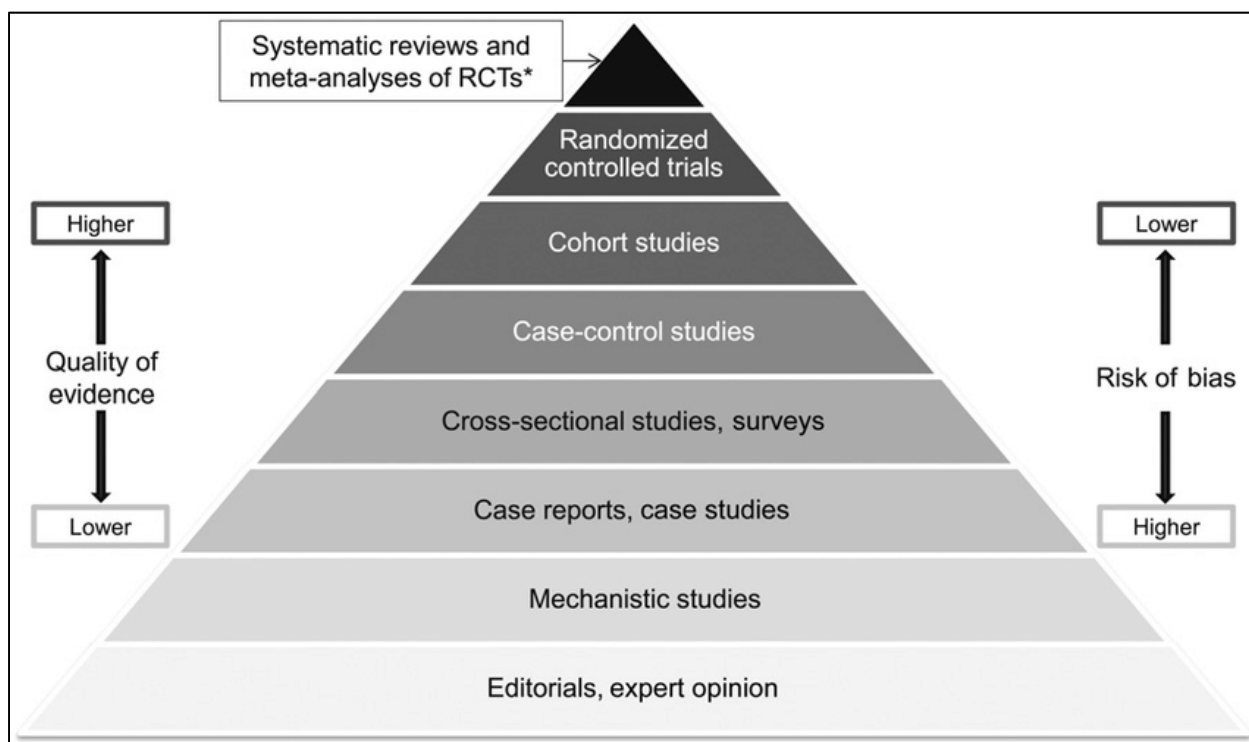 Systematic reviews and
meta-analyses of RCTs*
Randomized
controlled trials
Higher
Lower
Cohort studies
Case-control studies
Quality of
evidence
Risk of bias
Cross-sectional studies, surveys
Case reports, case studies
Lower
Higher
Mechanistic studies
Editorials, expert opinion